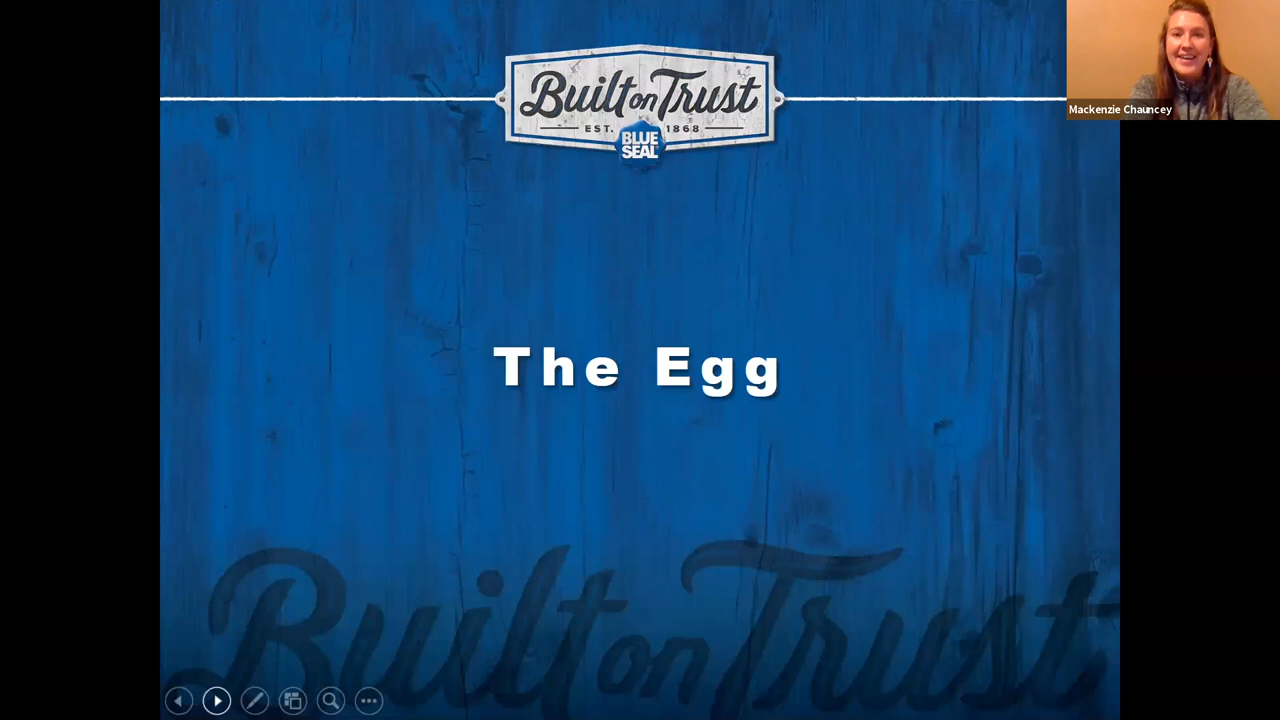 Built on Trust
EST. 1868
BLUE
SEAL
Mackenzie Chauncey
The Egg
Built on Trust